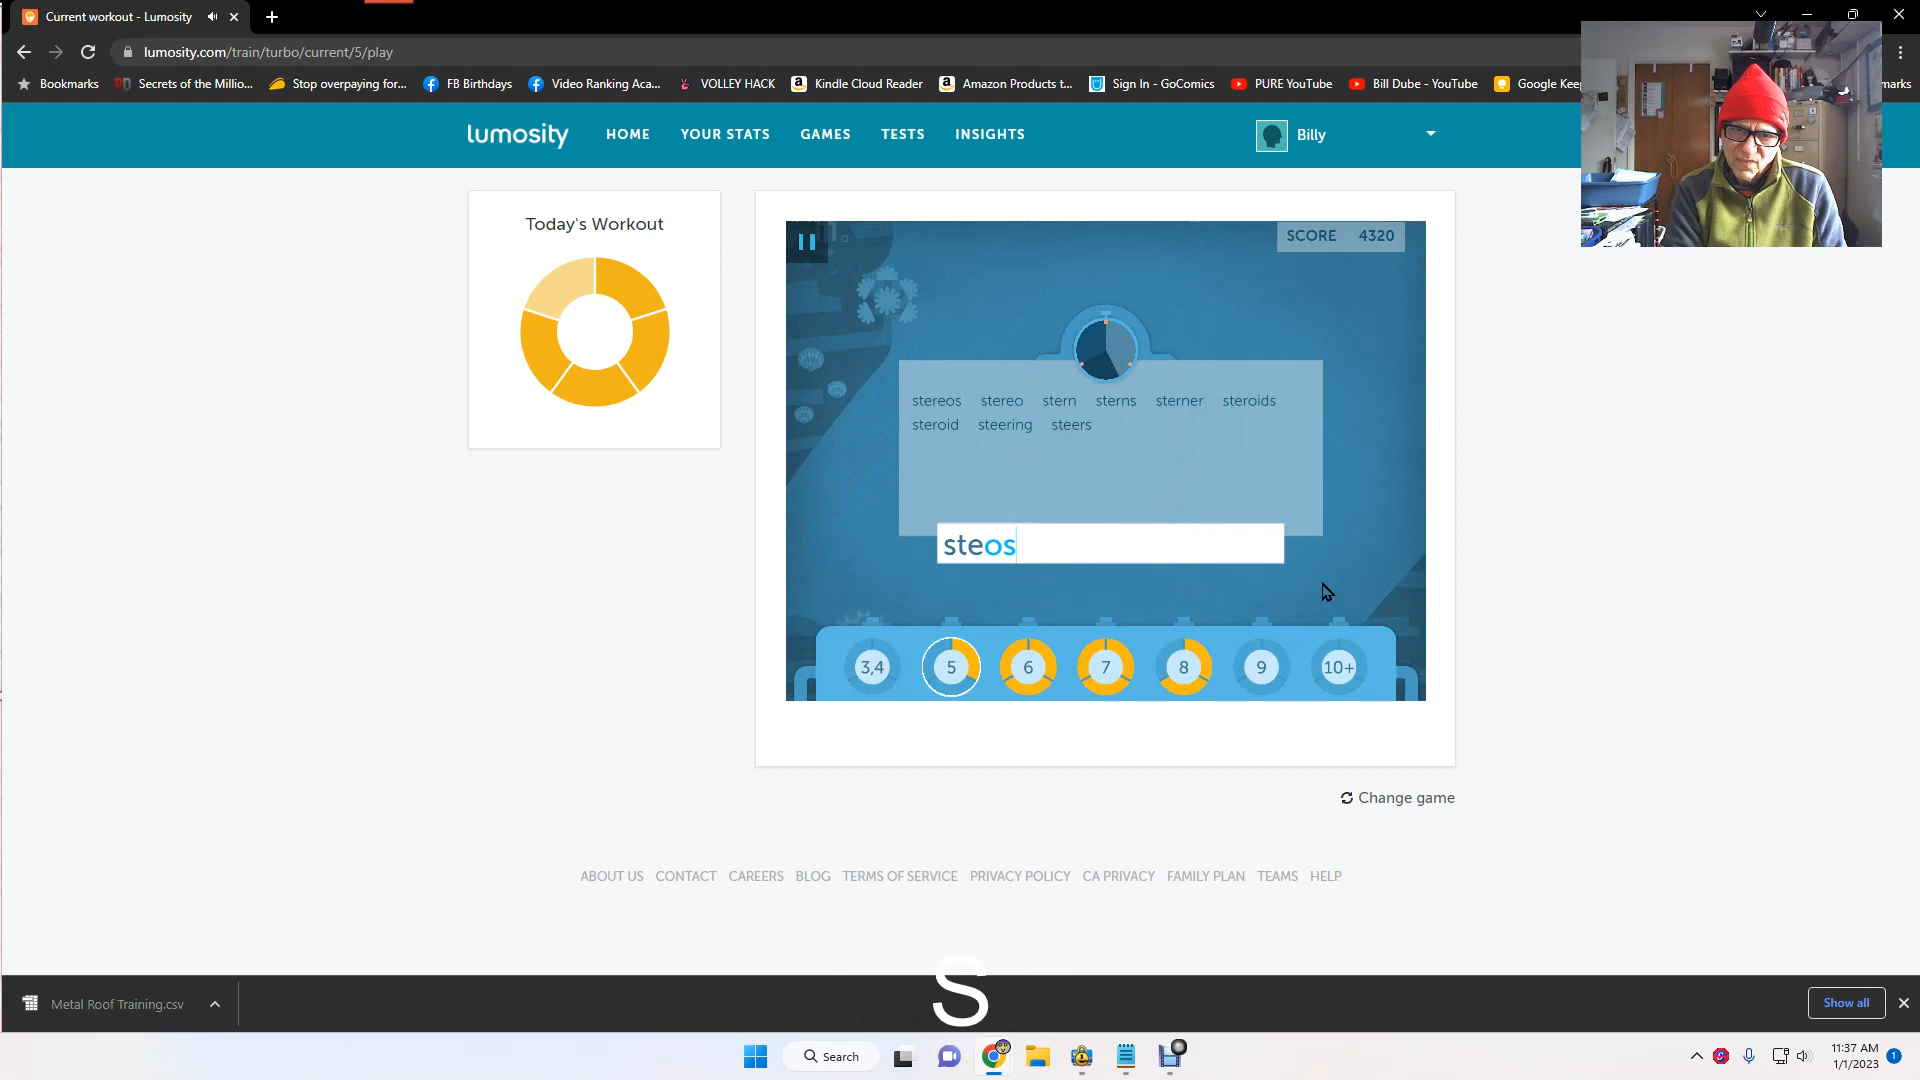 Current workout - Lumosity
lumosity.com/train/turbo/current/5/play
Bookmarks Secrets of the Millio... Stop overpaying for... FB Birthdays Video Ranking Aca... VOLLEY HACK Kindle Cloud Reader Amazon Products t... Sign In - GoComics PURE YouTube Bill Dube - YouTube Google Keep marks
lumosity HOME YOUR STATS GAMES TESTS INSIGHTS Billy
Today's Workout
SCORE 4320
stereos stereo stern sterns sterner steroids
steroid steering steers
steos
3,4 5 6 7 8 9 10+
Change game
ABOUT US CONTACT CAREERS BLOG TERMS OF SERVICE PRIVACY POLICY CA PRIVACY FAMILY PLAN TEAMS HELP
S
Metal Roof Training.csv Show all
Search
11:37 AM
1/1/2023 1